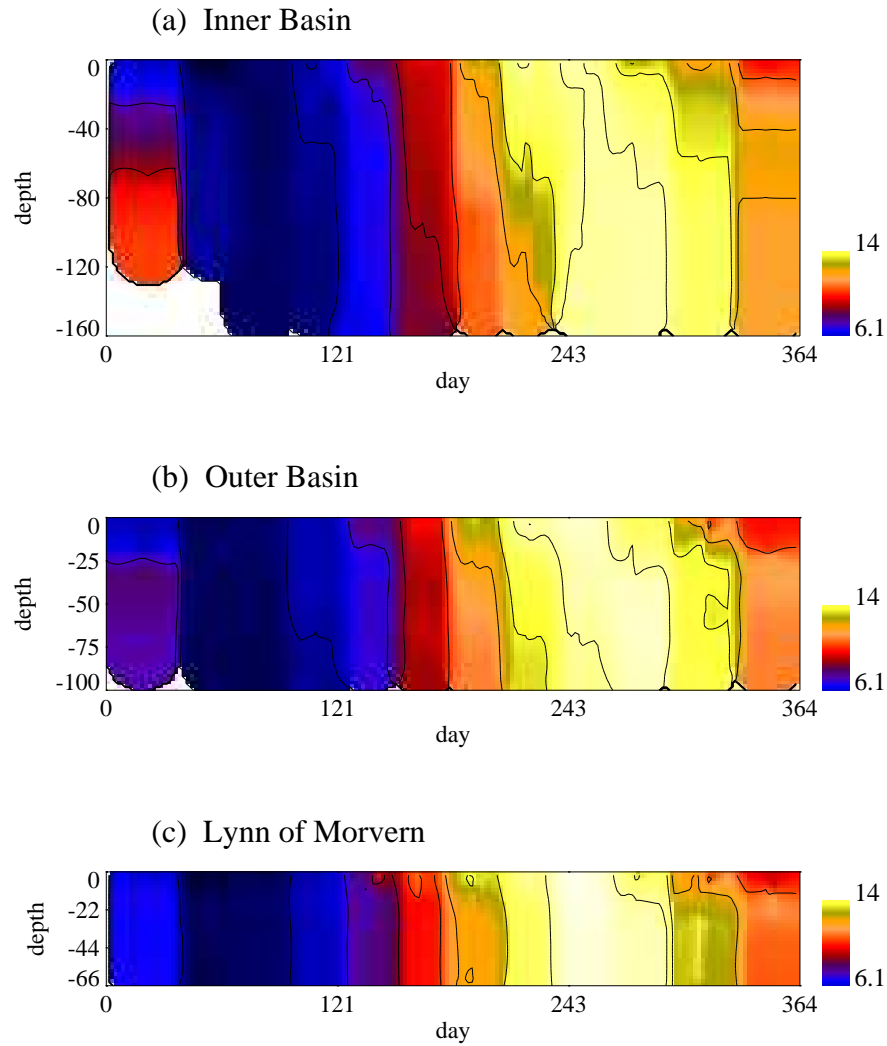 (a) Inner Basin
0
-40
-80
-120
-160
depth
0 121 243 364
day
14
6.1
(b) Outer Basin
0
-25
-50
-75
-100
depth
0 121 243 364
day
14
6.1
(c) Lynn of Morvern
0
-22
-44
-66
depth
0 121 243 364
day
14
6.1